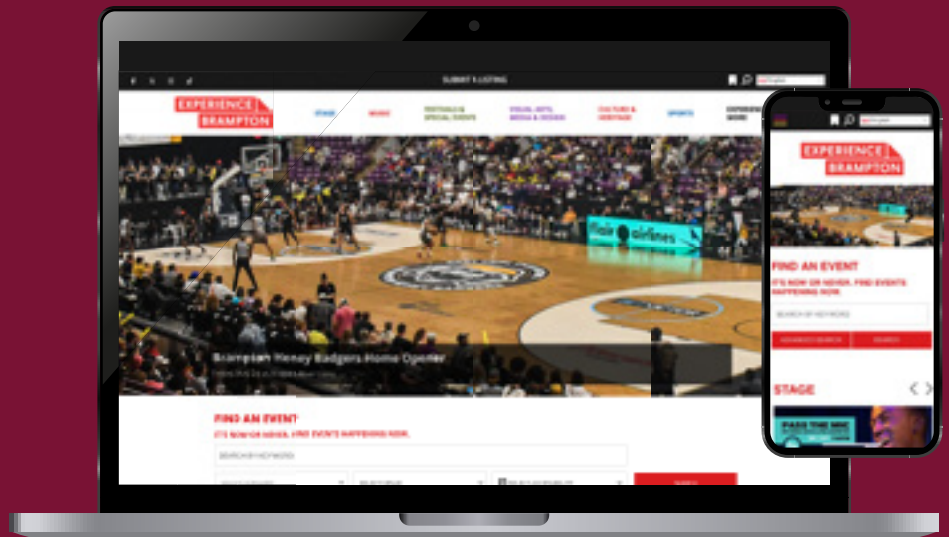 SUBMIT A LISTING
EXPERIENCE
BRAMPTON
STAGE
MUSIC
FESTIVALS &
SPECIAL EVENTS
VISUAL ARTS,
MEDIA & DESIGN
CULTURE &
HERITAGE
SPORTS
EXPERIENCE
MORE
flair airlines
Brampton Honey Badgers Home Opener
FIND AN EVENT
IT'S NOW OR NEVER. FIND EVENTS HAPPENING NOW.
SEARCH BY KEYWORD
EXPERIENCE
BRAMPTON
FIND AN EVENT
IT'S NOW OR NEVER. FIND EVENTS
HAPPENING NOW.
SEARCH BY KEYWORD
ADVANCED SEARCH
SEARCH
STAGE
PASS THE MIC